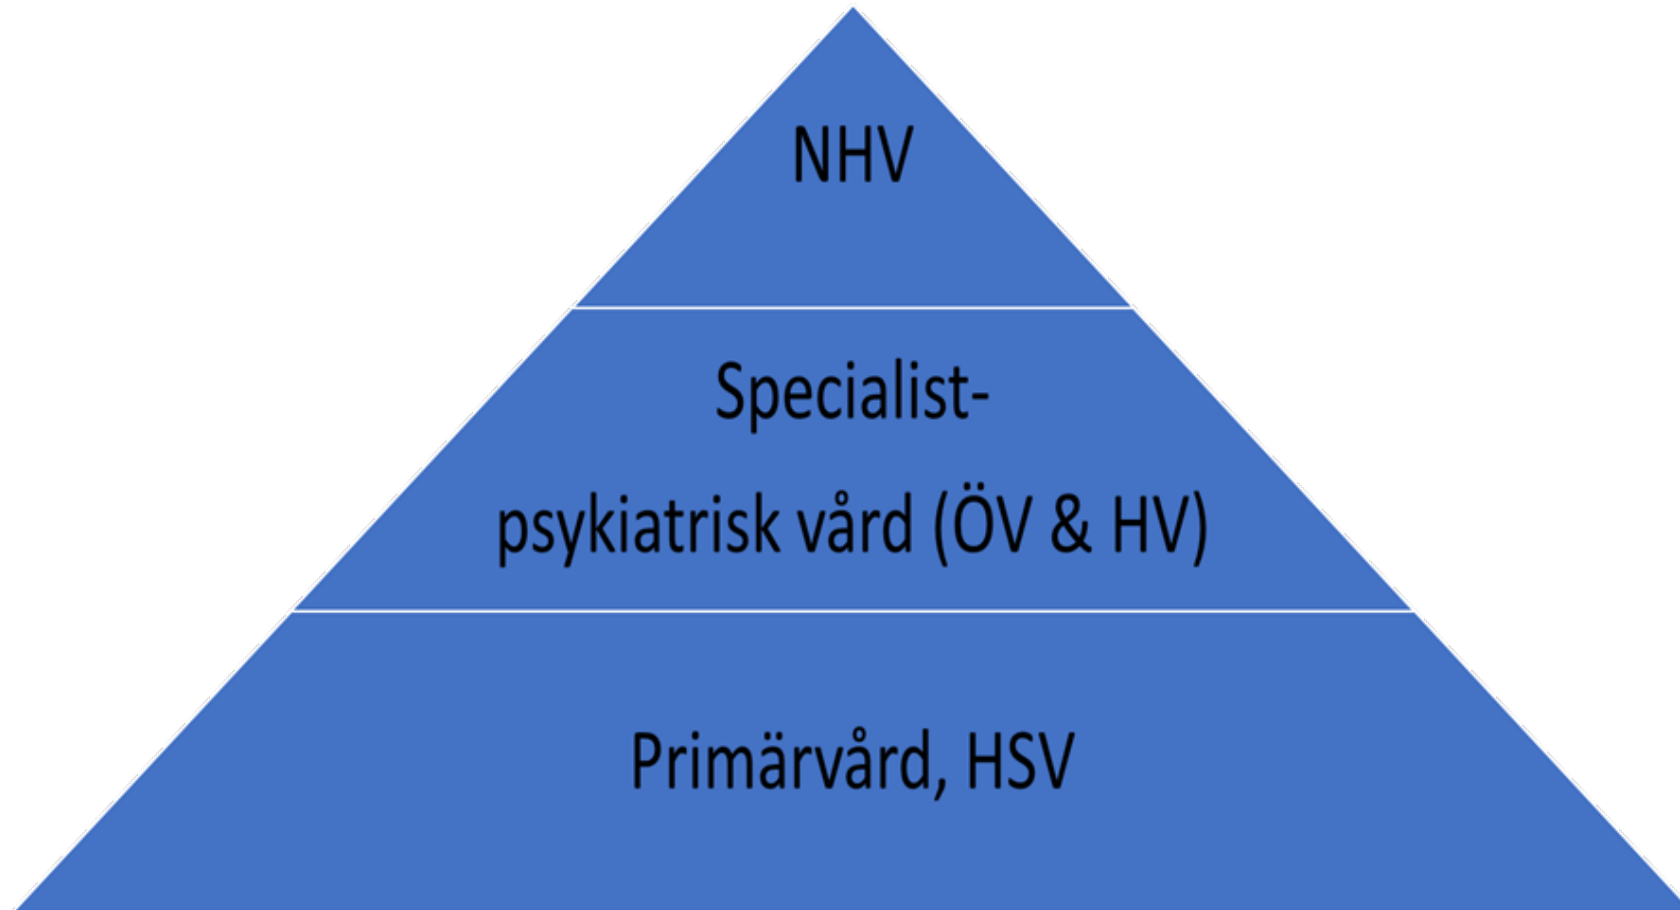 NHV
Specialist-
psykiatrisk vård (ÖV & HV)
Primärvård, HSV